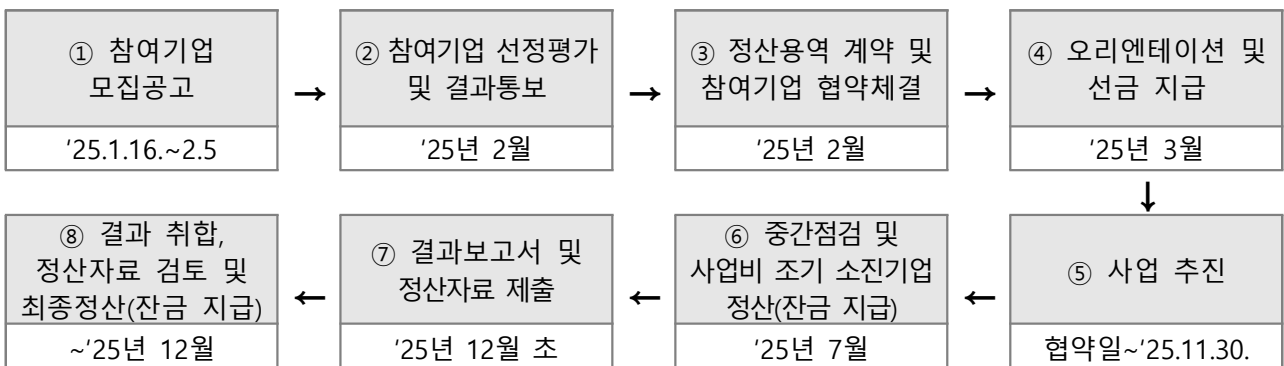 ① 참여기업
모집공고
'25.1.16.~2.5
→
② 참여기업 선정평가
및 결과통보
'25년 2월
→
③ 정산용역 계약 및
참여기업 협약체결
'25년 2월
→
④ 오리엔테이션 및
선금 지급
'25년 3월
↓
⑤ 사업 추진
협약일~'25.11.30.
←
⑥ 중간점검 및
사업비 조기 소진기업
정산(잔금 지급)
'25년 7월
←
⑦ 결과보고서 및
정산자료 제출
'25년 12월 초
←
⑧ 결과 취합,
정산자료 검토 및
최종정산(잔금 지급)
~'25년 12월